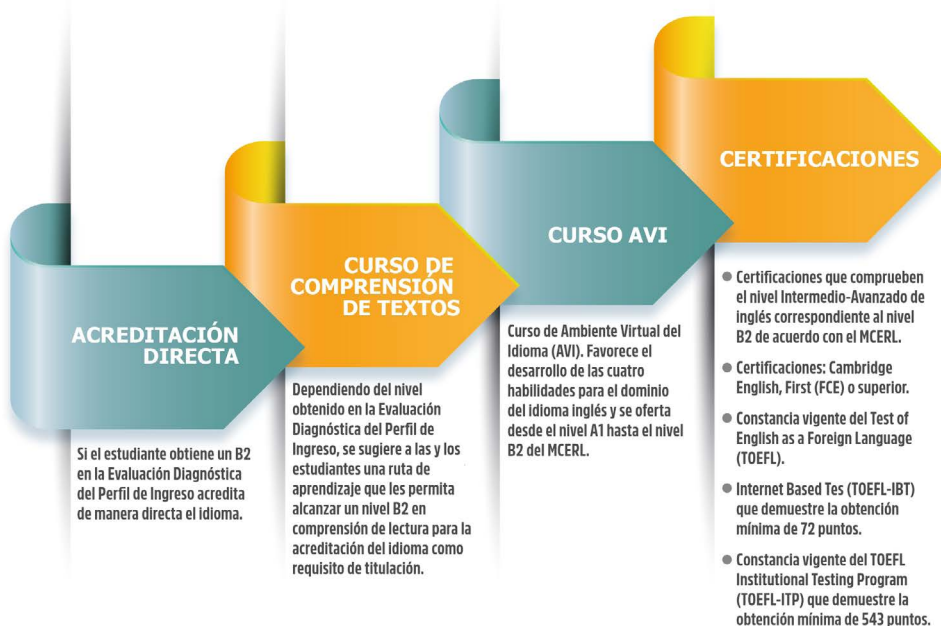 ACREDITACIÓN
DIRECTA
Si el estudiante obtiene un B2
en la Evaluación Diagnóstica
del Perfil de Ingreso acredita
de manera directa el idioma.
CURSO DE
COMPRENSIÓN
DE TEXTOS
Dependiendo del nivel
obtenido en la Evaluación
Diagnóstica del Perfil de
Ingreso, se sugiere a las y los
estudiantes una ruta de
aprendizaje que les permita
alcanzar un nivel B2 en
comprensión de lectura para la
acreditación del idioma como
requisito de titulación.
CURSO AVI
Curso de Ambiente Virtual del
Idioma (AVI). Favorece el
desarrollo de las cuatro
habilidades para el dominio
del idioma inglés y se oferta
desde el nivel A1 hasta el nivel
B2 del MCERL.
CERTIFICACIONES
● Certificaciones que comprueben
el nivel Intermedio-Avanzado de
inglés correspondiente al nivel
B2 de acuerdo con el MCERL.
● Certificaciones: Cambridge
English, First (FCE) o superior.
● Constancia vigente del Test of
English as a Foreign Language
(TOEFL).
● Internet Based Tes (TOEFL-IBT)
que demuestre la obtención
mínima de 72 puntos.
● Constancia vigente del TOEFL
Institutional Testing Program
(TOEFL-ITP) que demuestre la
obtención mínima de 543 puntos.